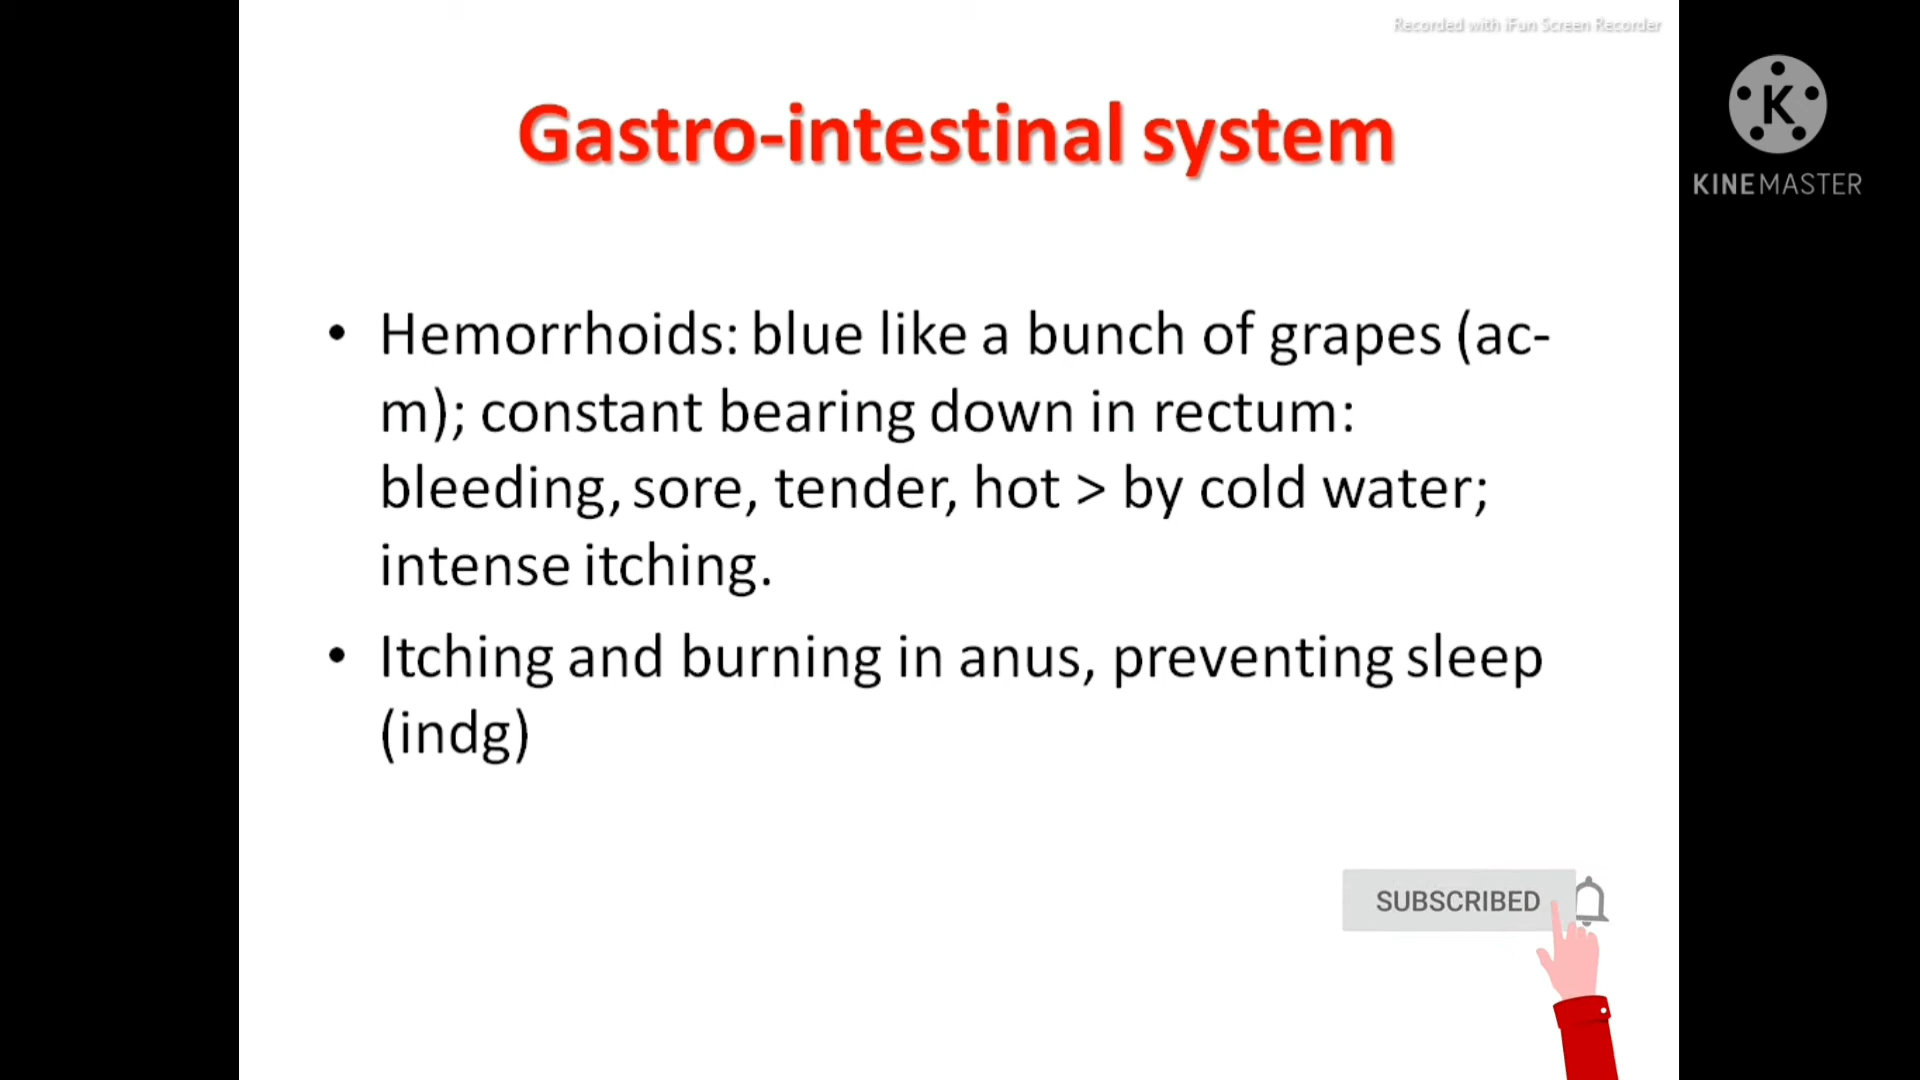 Recorded with iFun Screen Recorder
K
KINEMASTER
Gastro-intestinal system
• Hemorrhoids: blue like a bunch of grapes (ac-
m); constant bearing down in rectum:
bleeding, sore, tender, hot > by cold water;
intense itching.
• Itching and burning in anus, preventing sleep
(indg)
SUBSCRIBED